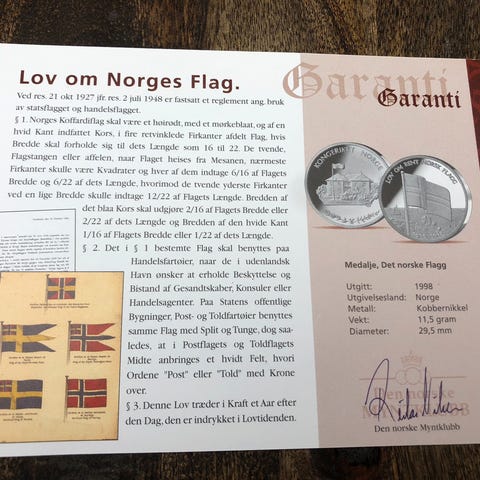 Lov om Norges Flag.
Ved res. 21 okt 1927 jfr. res. 2 juli 1948 er fastsatt et reglement ang. bruk
av statsflagget og handelsflagget.
§ 1. Norges Koffardiflag skal være et høirødt, med et mørkeblaat, og af en
hvid Kant indfattet Kors, i fire retvinklede Firkanter afdelt Flag, hvis
Bredde skal forholde sig til dets Længde som 16 til 22. De tvende,
Flagstangen eller affelen, naar Flaget heises fra Mesanen, nærmeste
Firkanter skulle være Kvadrater og hver af dem indtage 6/16 af Flagets
Bredde og 6/22 af dets Længde, hvorimod de tvende yderste Firkanter
ved en lige Bredde skulle indtage 12/22 af Flagets Længde. Bredden af
det blaa Kors skal udgjøre 2/16 af Flagets Bredde eller
2/22 af dets Længde og Bredden af den hvide Kant
1/16 af Flagets Bredde eller 1/22 af dets Længde.
§ 2. Det i § 1 bestemte Flag skal benyttes paa
Handelsfartøier, naar de i udenlandsk
Havn ønsker at erholde Beskyttelse og
Bistand af Gesandtskaber, Konsuler eller
Handelsagenter. Paa Statens offentlige
Bygninger, Post- og Toldfartøier benyttes
samme Flag med Split og Tunge, dog saa-
ledes, at i Postflagets og Toldflagets
Midte anbringes et hvidt Felt, hvori
Ordene "Post" eller "Told" med Krone
over.
§ 3. Denne Lov træder i Kraft et Aar efter
den Dag, den er indrykket i Lovtidenden.
Garanti
Garanti
KONGERIKET NORGE
LOV OM RENT NORSK FLAGG
Medalje, Det norske Flagg
Utgitt: 1998
Utgivelsesland: Norge
Metall: Kobbernikkel
Vekt: 11,5 gram
Diameter: 29,5 mm
Den norske
MYNTKLUBB
Den norske Myntklubb